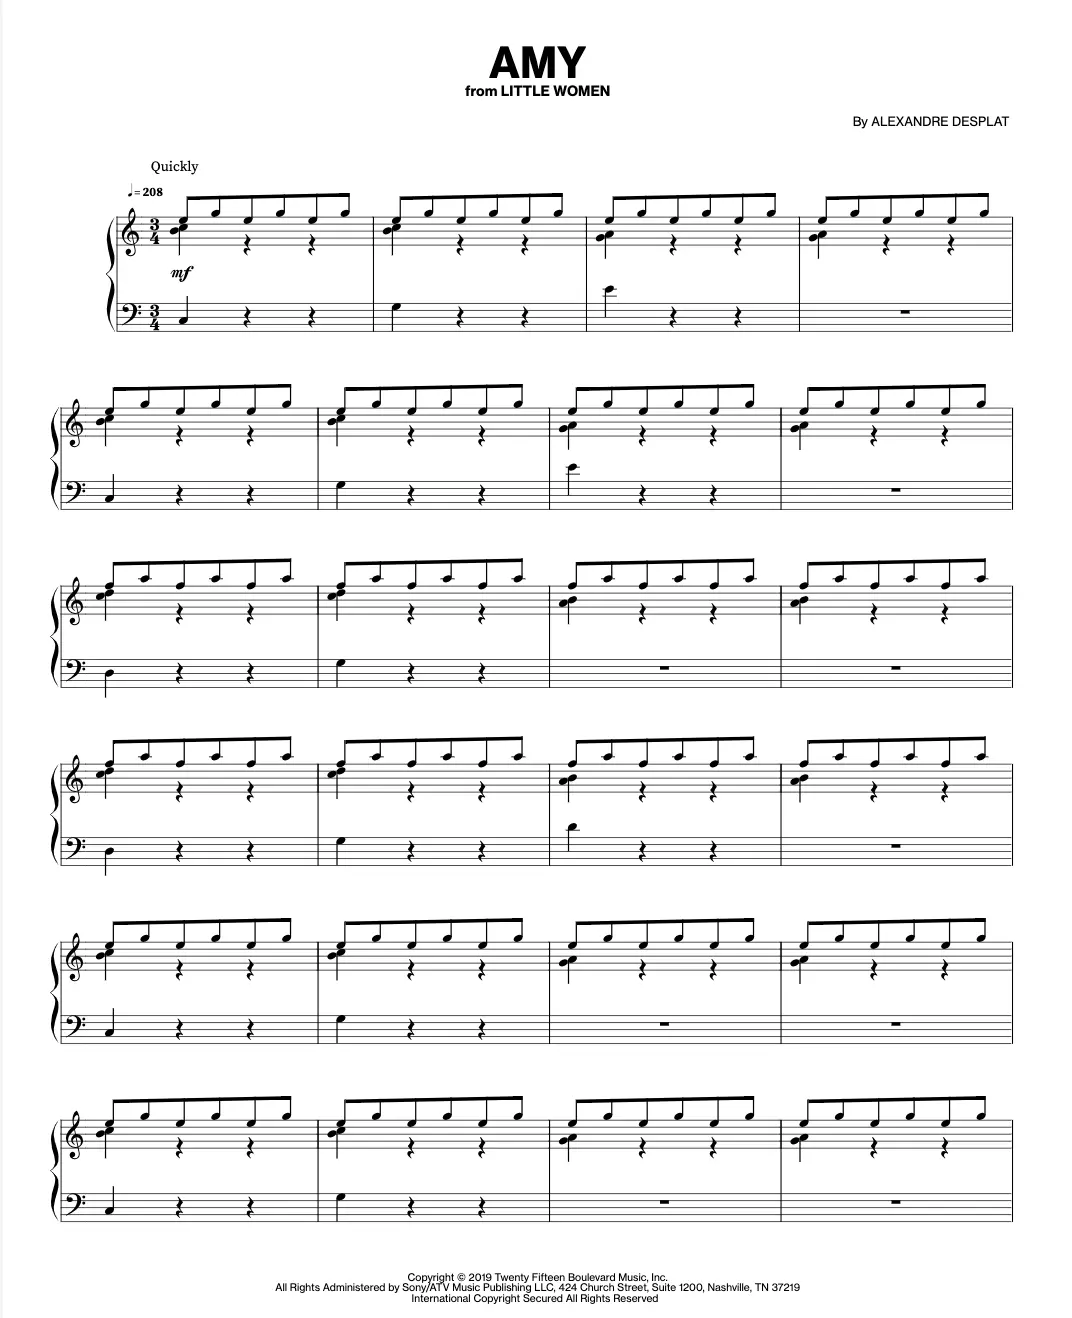 AMY
from LITTLE WOMEN
By ALEXANDRE DESPLAT
Quickly
♩= 208
3
4
mf
3
4
Copyright © 2019 Twenty Fifteen Boulevard Music, Inc.
All Rights Administered by Sony/ATV Music Publishing LLC, 424 Church Street, Suite 1200, Nashville, TN 37219
International Copyright Secured All Rights Reserved